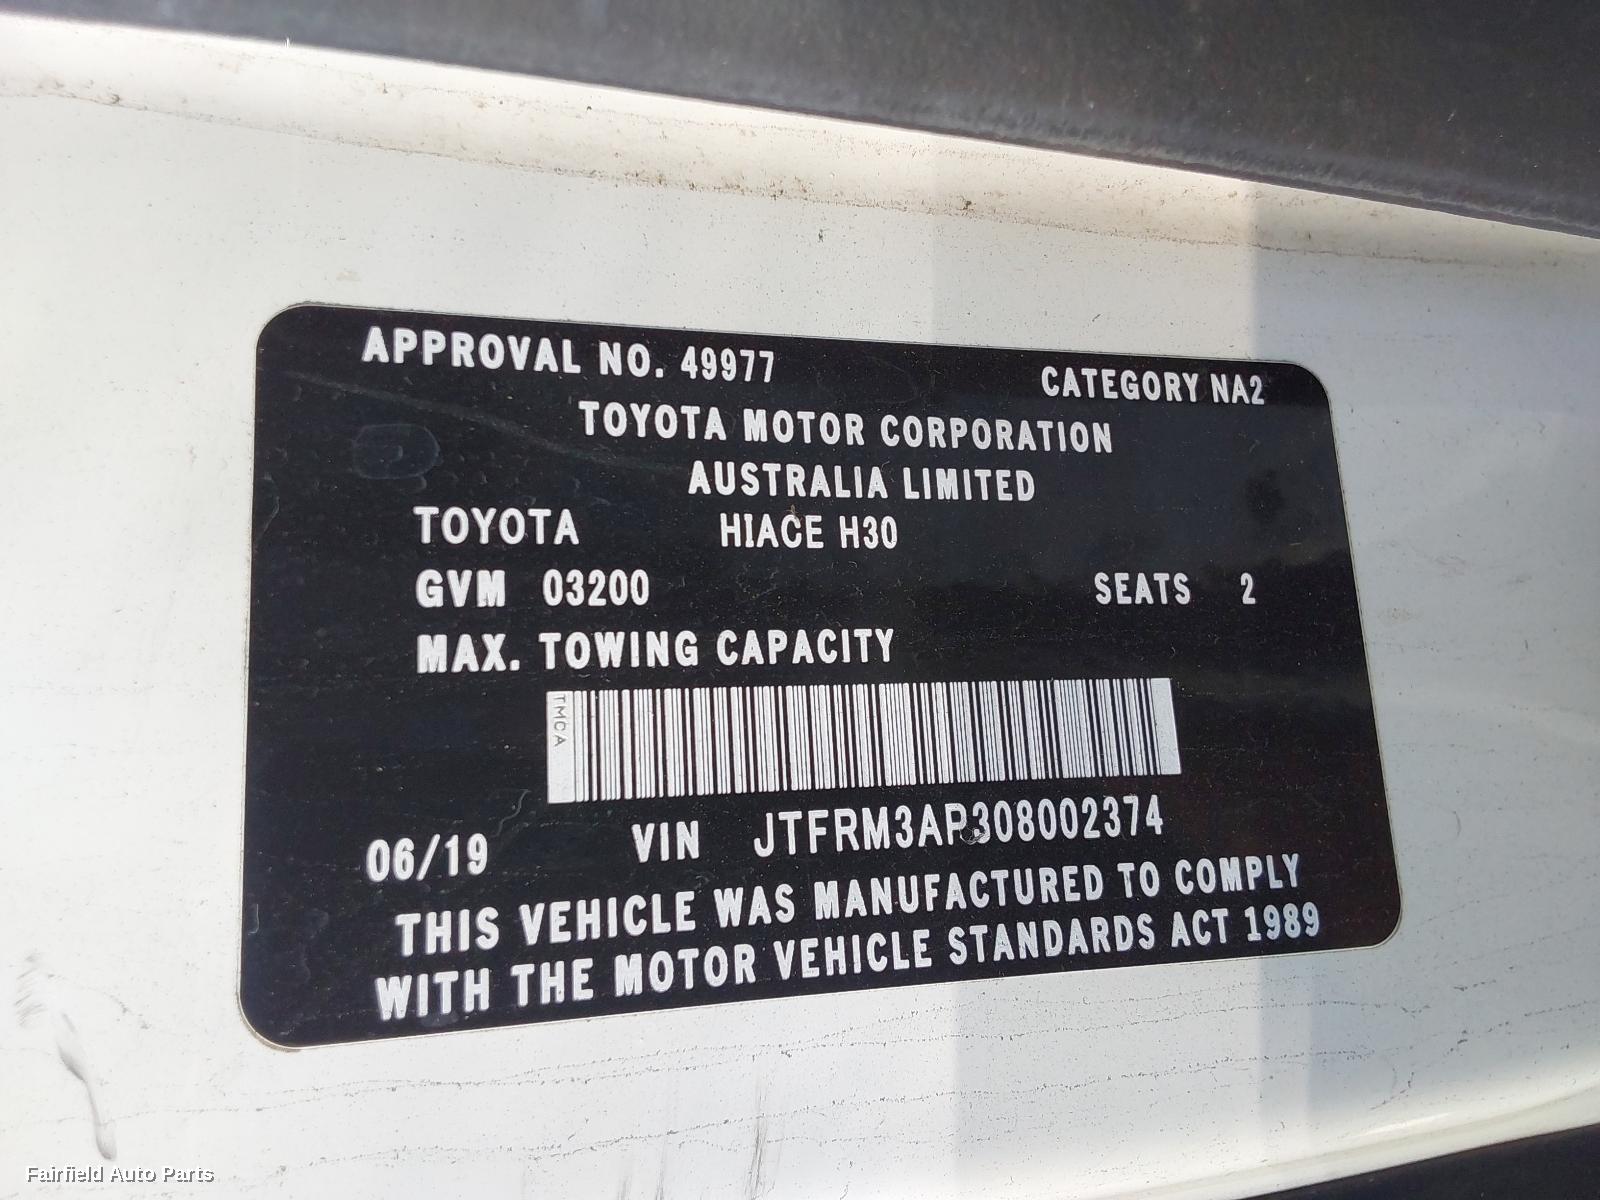 APPROVAL NO. 49977 CATEGORY NA2
TOYOTA MOTOR CORPORATION
AUSTRALIA LIMITED
TOYOTA HIACE H30
GVM 03200 SEATS 2
MAX. TOWING CAPACITY
TMCA
06/19 VIN JTFRM3AP308002374
THIS VEHICLE WAS MANUFACTURED TO COMPLY
WITH THE MOTOR VEHICLE STANDARDS ACT 1989
Fairfield Auto Parts